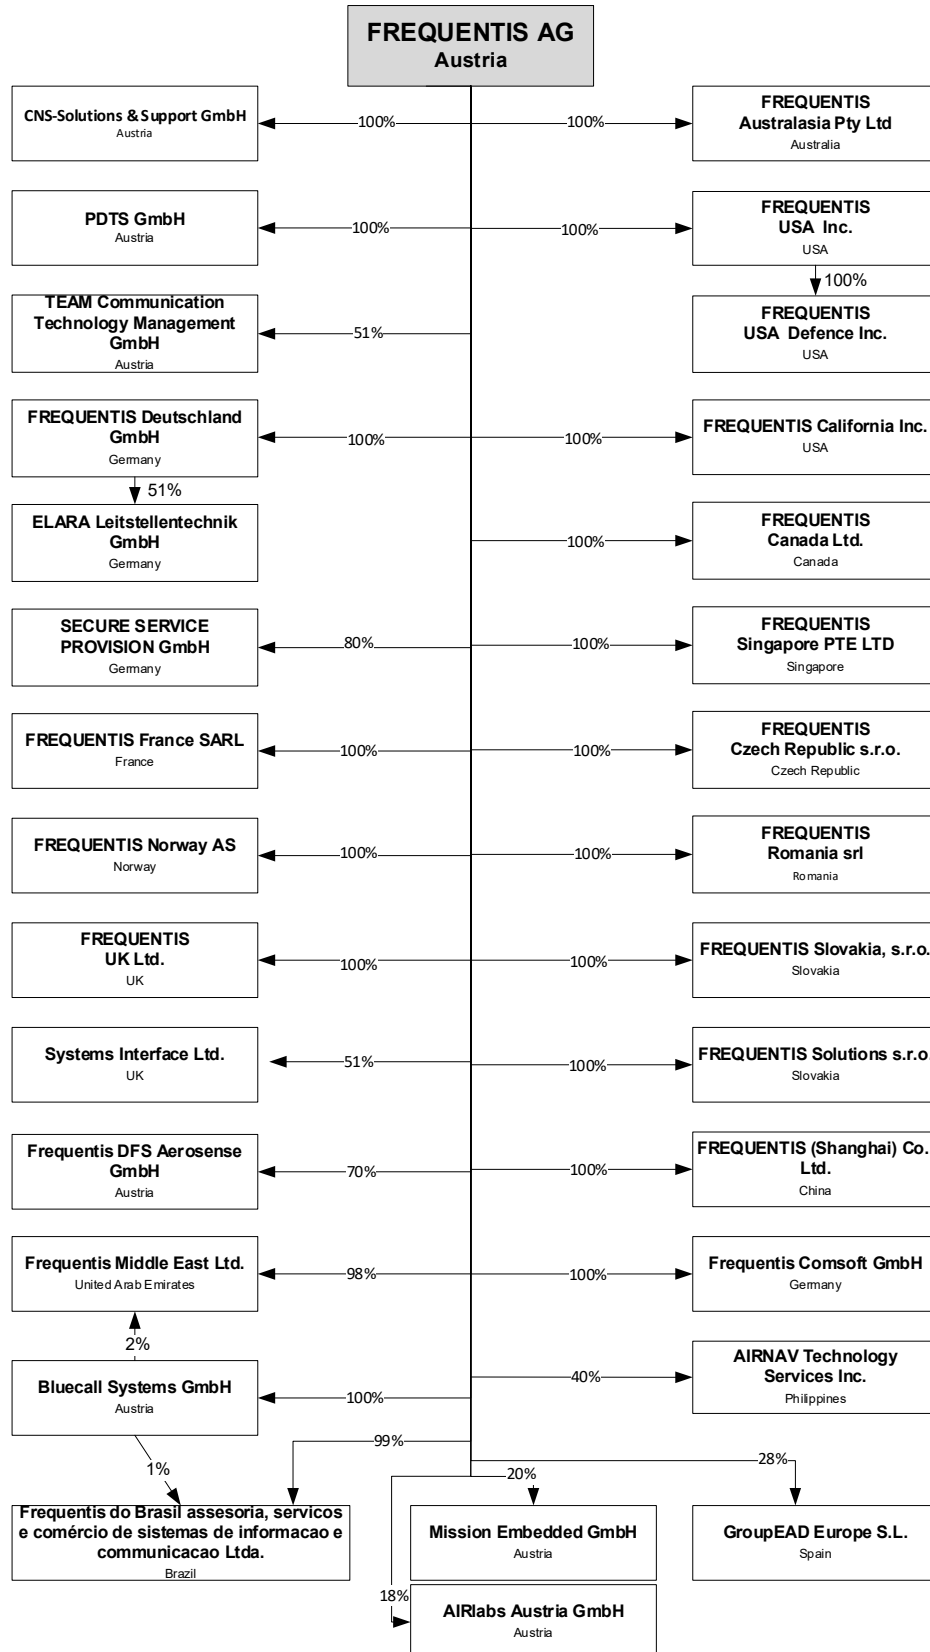 FREQUENTIS AG
Austria
CNS-Solutions & Support GmbH
Austria
100%
100%
FREQUENTIS
Australasia Pty Ltd
Australia
PDTS GmbH
Austria
100%
100%
FREQUENTIS
USA Inc.
USA
100%
TEAM Communication
Technology Management
GmbH
Austria
51%
FREQUENTIS
USA Defence Inc.
USA
FREQUENTIS Deutschland
GmbH
Germany
100%
100%
FREQUENTIS California Inc.
USA
51%
ELARA Leitstellentechnik
GmbH
Germany
100%
FREQUENTIS
Canada Ltd.
Canada
SECURE SERVICE
PROVISION GmbH
Germany
80%
100%
FREQUENTIS
Singapore PTE LTD
Singapore
FREQUENTIS France SARL
France
100%
100%
FREQUENTIS
Czech Republic s.r.o.
Czech Republic
FREQUENTIS Norway AS
Norway
100%
100%
FREQUENTIS
Romania srl
Romania
FREQUENTIS
UK Ltd.
UK
100%
100%
FREQUENTIS Slovakia, s.r.o.
Slovakia
Systems Interface Ltd.
UK
51%
100%
FREQUENTIS Solutions s.r.o.
Slovakia
Frequentis DFS Aerosense
GmbH
Austria
70%
100%
FREQUENTIS (Shanghai) Co.
Ltd.
China
Frequentis Middle East Ltd.
United Arab Emirates
98%
100%
Frequentis Comsoft GmbH
Germany
2%
Bluecall Systems GmbH
Austria
100%
40%
AIRNAV Technology
Services Inc.
Philippines
99%
1%
20%
28%
Frequentis do Brasil assesoria, servicos
e comércio de sistemas de informacao e
communicacao Ltda.
Brazil
Mission Embedded GmbH
Austria
GroupEAD Europe S.L.
Spain
18%
AIRlabs Austria GmbH
Austria